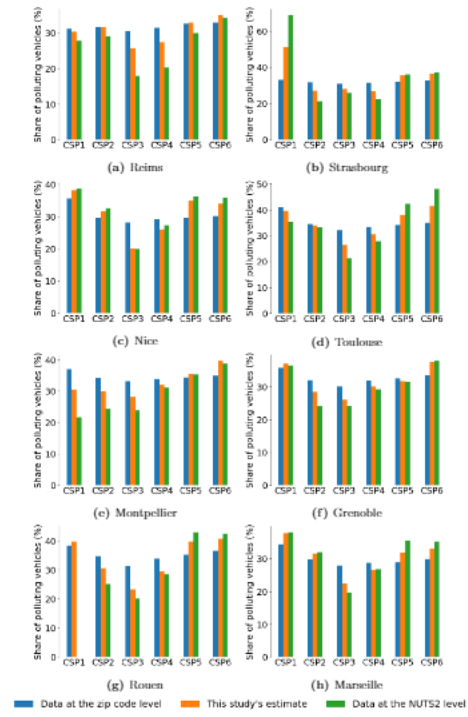 Share of polluting vehicles (%)
30
20
10
0
CSP1 CSP2 CSP3 CSP4 CSP5 CSP6
(a) Reims
Share of polluting vehicles (%)
60
40
20
0
CSP1 CSP2 CSP3 CSP4 CSP5 CSP6
(b) Strasbourg
Share of polluting vehicles (%)
40
30
20
10
0
CSP1 CSP2 CSP3 CSP4 CSP5 CSP6
(c) Nice
Share of polluting vehicles (%)
50
40
30
20
10
0
CSP1 CSP2 CSP3 CSP4 CSP5 CSP6
(d) Toulouse
Share of polluting vehicles (%)
40
30
20
10
0
CSP1 CSP2 CSP3 CSP4 CSP5 CSP6
(e) Montpellier
Share of polluting vehicles (%)
30
20
10
0
CSP1 CSP2 CSP3 CSP4 CSP5 CSP6
(f) Grenoble
Share of polluting vehicles (%)
40
30
20
10
0
CSP1 CSP2 CSP3 CSP4 CSP5 CSP6
(g) Rouen
Share of polluting vehicles (%)
30
20
10
0
CSP1 CSP2 CSP3 CSP4 CSP5 CSP6
(h) Marseille
Data at the zip code level
This study's estimate
Data at the NUTS2 level